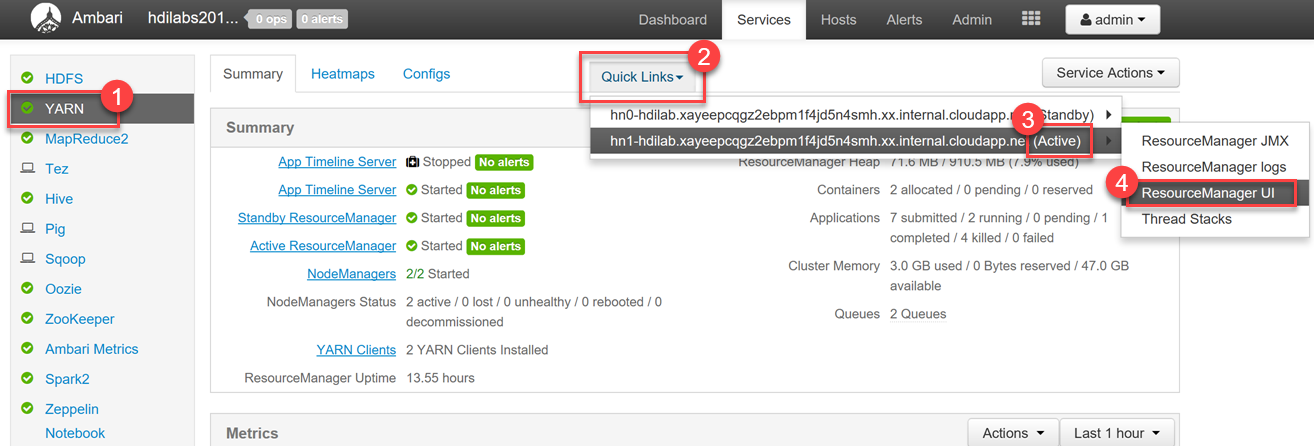 Ambari hdilabs201... 0 ops 0 alerts Dashboard Services Hosts Alerts Admin admin
HDFS
1
YARN
MapReduce2
Tez
Hive
Pig
Sqoop
Oozie
ZooKeeper
Ambari Metrics
Spark2
Zeppelin
Notebook
Summary Heatmaps Configs
2
Quick Links
Service Actions
hn0-hdilab.xayeepcqgz2ebpm1f4jd5n4smh.xx.internal.cloudapp.ne Standby)
3
hn1-hdilab.xayeepcqgz2ebpm1f4jd5n4smh.xx.internal.cloudapp.ne (Active)
ResourceManager JMX
ResourceManager logs
4
ResourceManager UI
Thread Stacks
Summary
App Timeline Server Stopped No alerts
App Timeline Server Started No alerts
Standby ResourceManager Started No alerts
Active ResourceManager Started No alerts
NodeManagers 2/2 Started
NodeManagers Status 2 active / 0 lost / 0 unhealthy / 0 rebooted / 0
decommissioned
YARN Clients 2 YARN Clients Installed
ResourceManager Uptime 13.55 hours
ResourceManager Heap 71.6 MB / 910.5 MB (7.9% used)
Containers 2 allocated / 0 pending / 0 reserved
Applications 7 submitted / 2 running / 0 pending / 1
completed / 4 killed / 0 failed
Cluster Memory 3.0 GB used / 0 Bytes reserved / 47.0 GB
available
Queues 2 Queues
Metrics Actions Last 1 hour